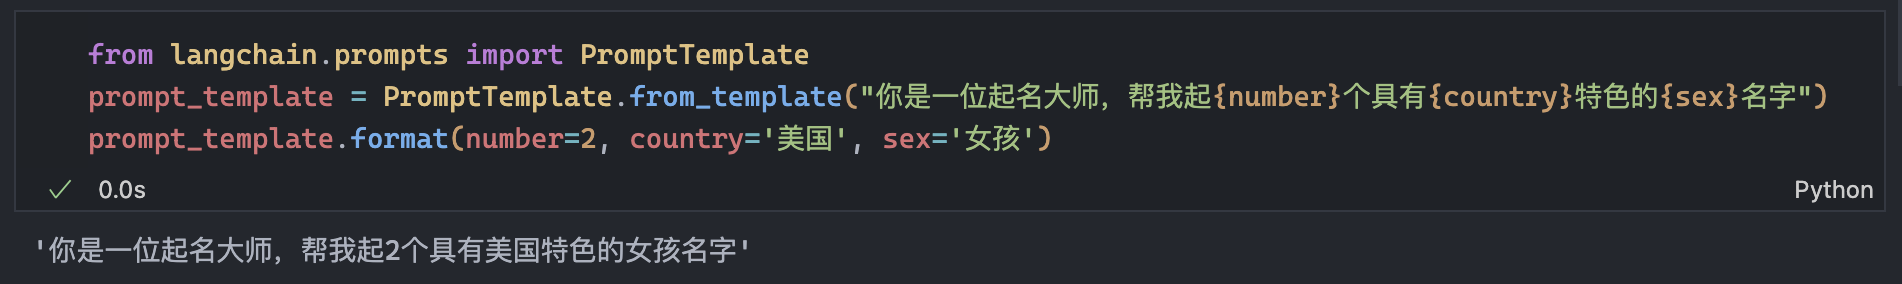 from langchain.prompts import PromptTemplate
prompt_template = PromptTemplate.from_template("你是一位起名大师，帮我起{number}个具有{country}特色的{sex}名字")
prompt_template.format(number=2, country='美国', sex='女孩')
✓ 0.0s Python
'你是一位起名大师，帮我起2个具有美国特色的女孩名字'